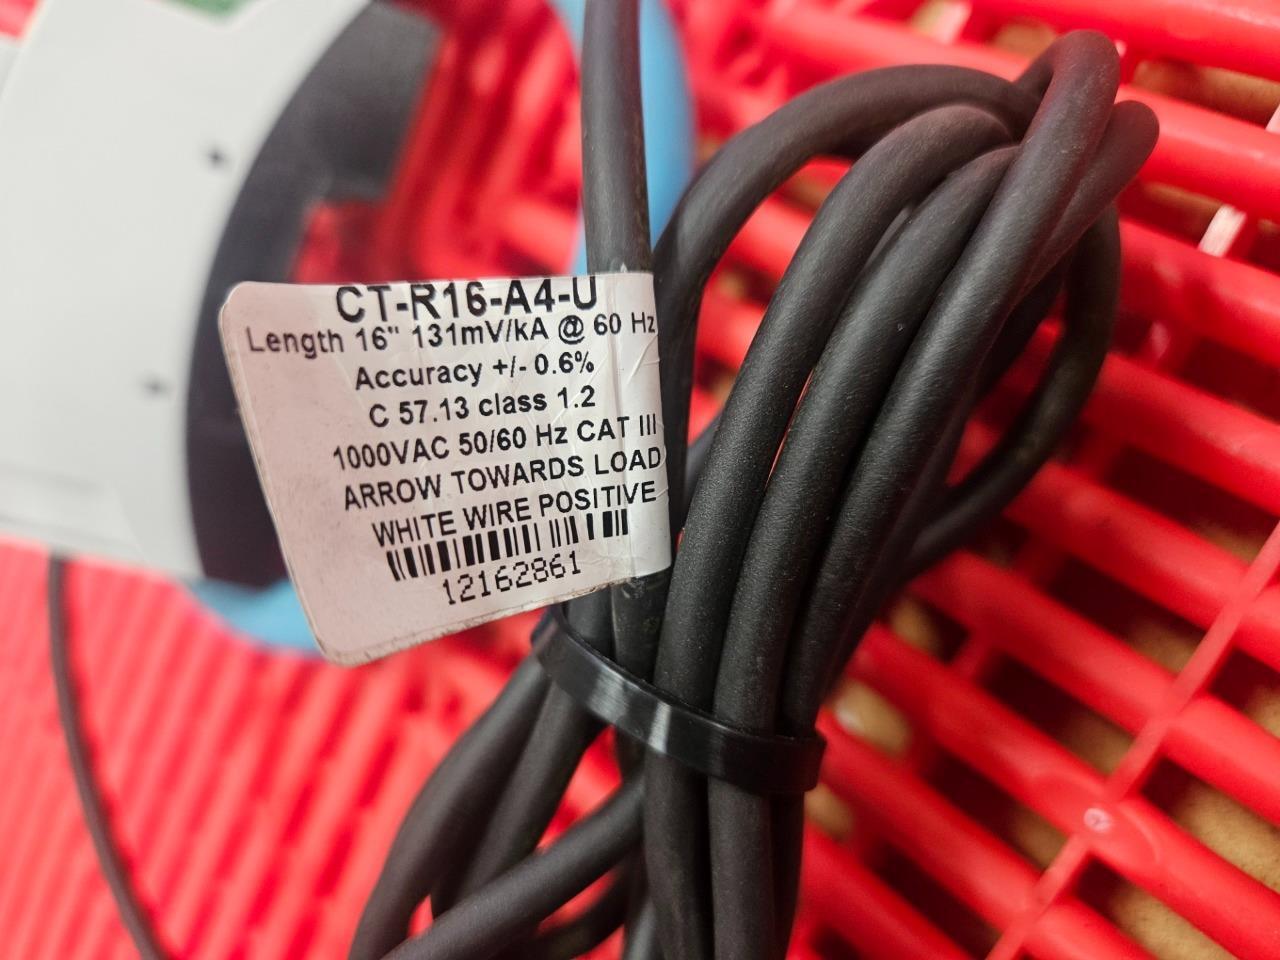 CT-R16-A4-U
Length 16" 131mV/kA @ 60 Hz
Accuracy +/- 0.6%
C 57.13 class 1.2
1000VAC 50/60 Hz CAT III
ARROW TOWARDS LOAD
WHITE WIRE POSITIVE
12162861